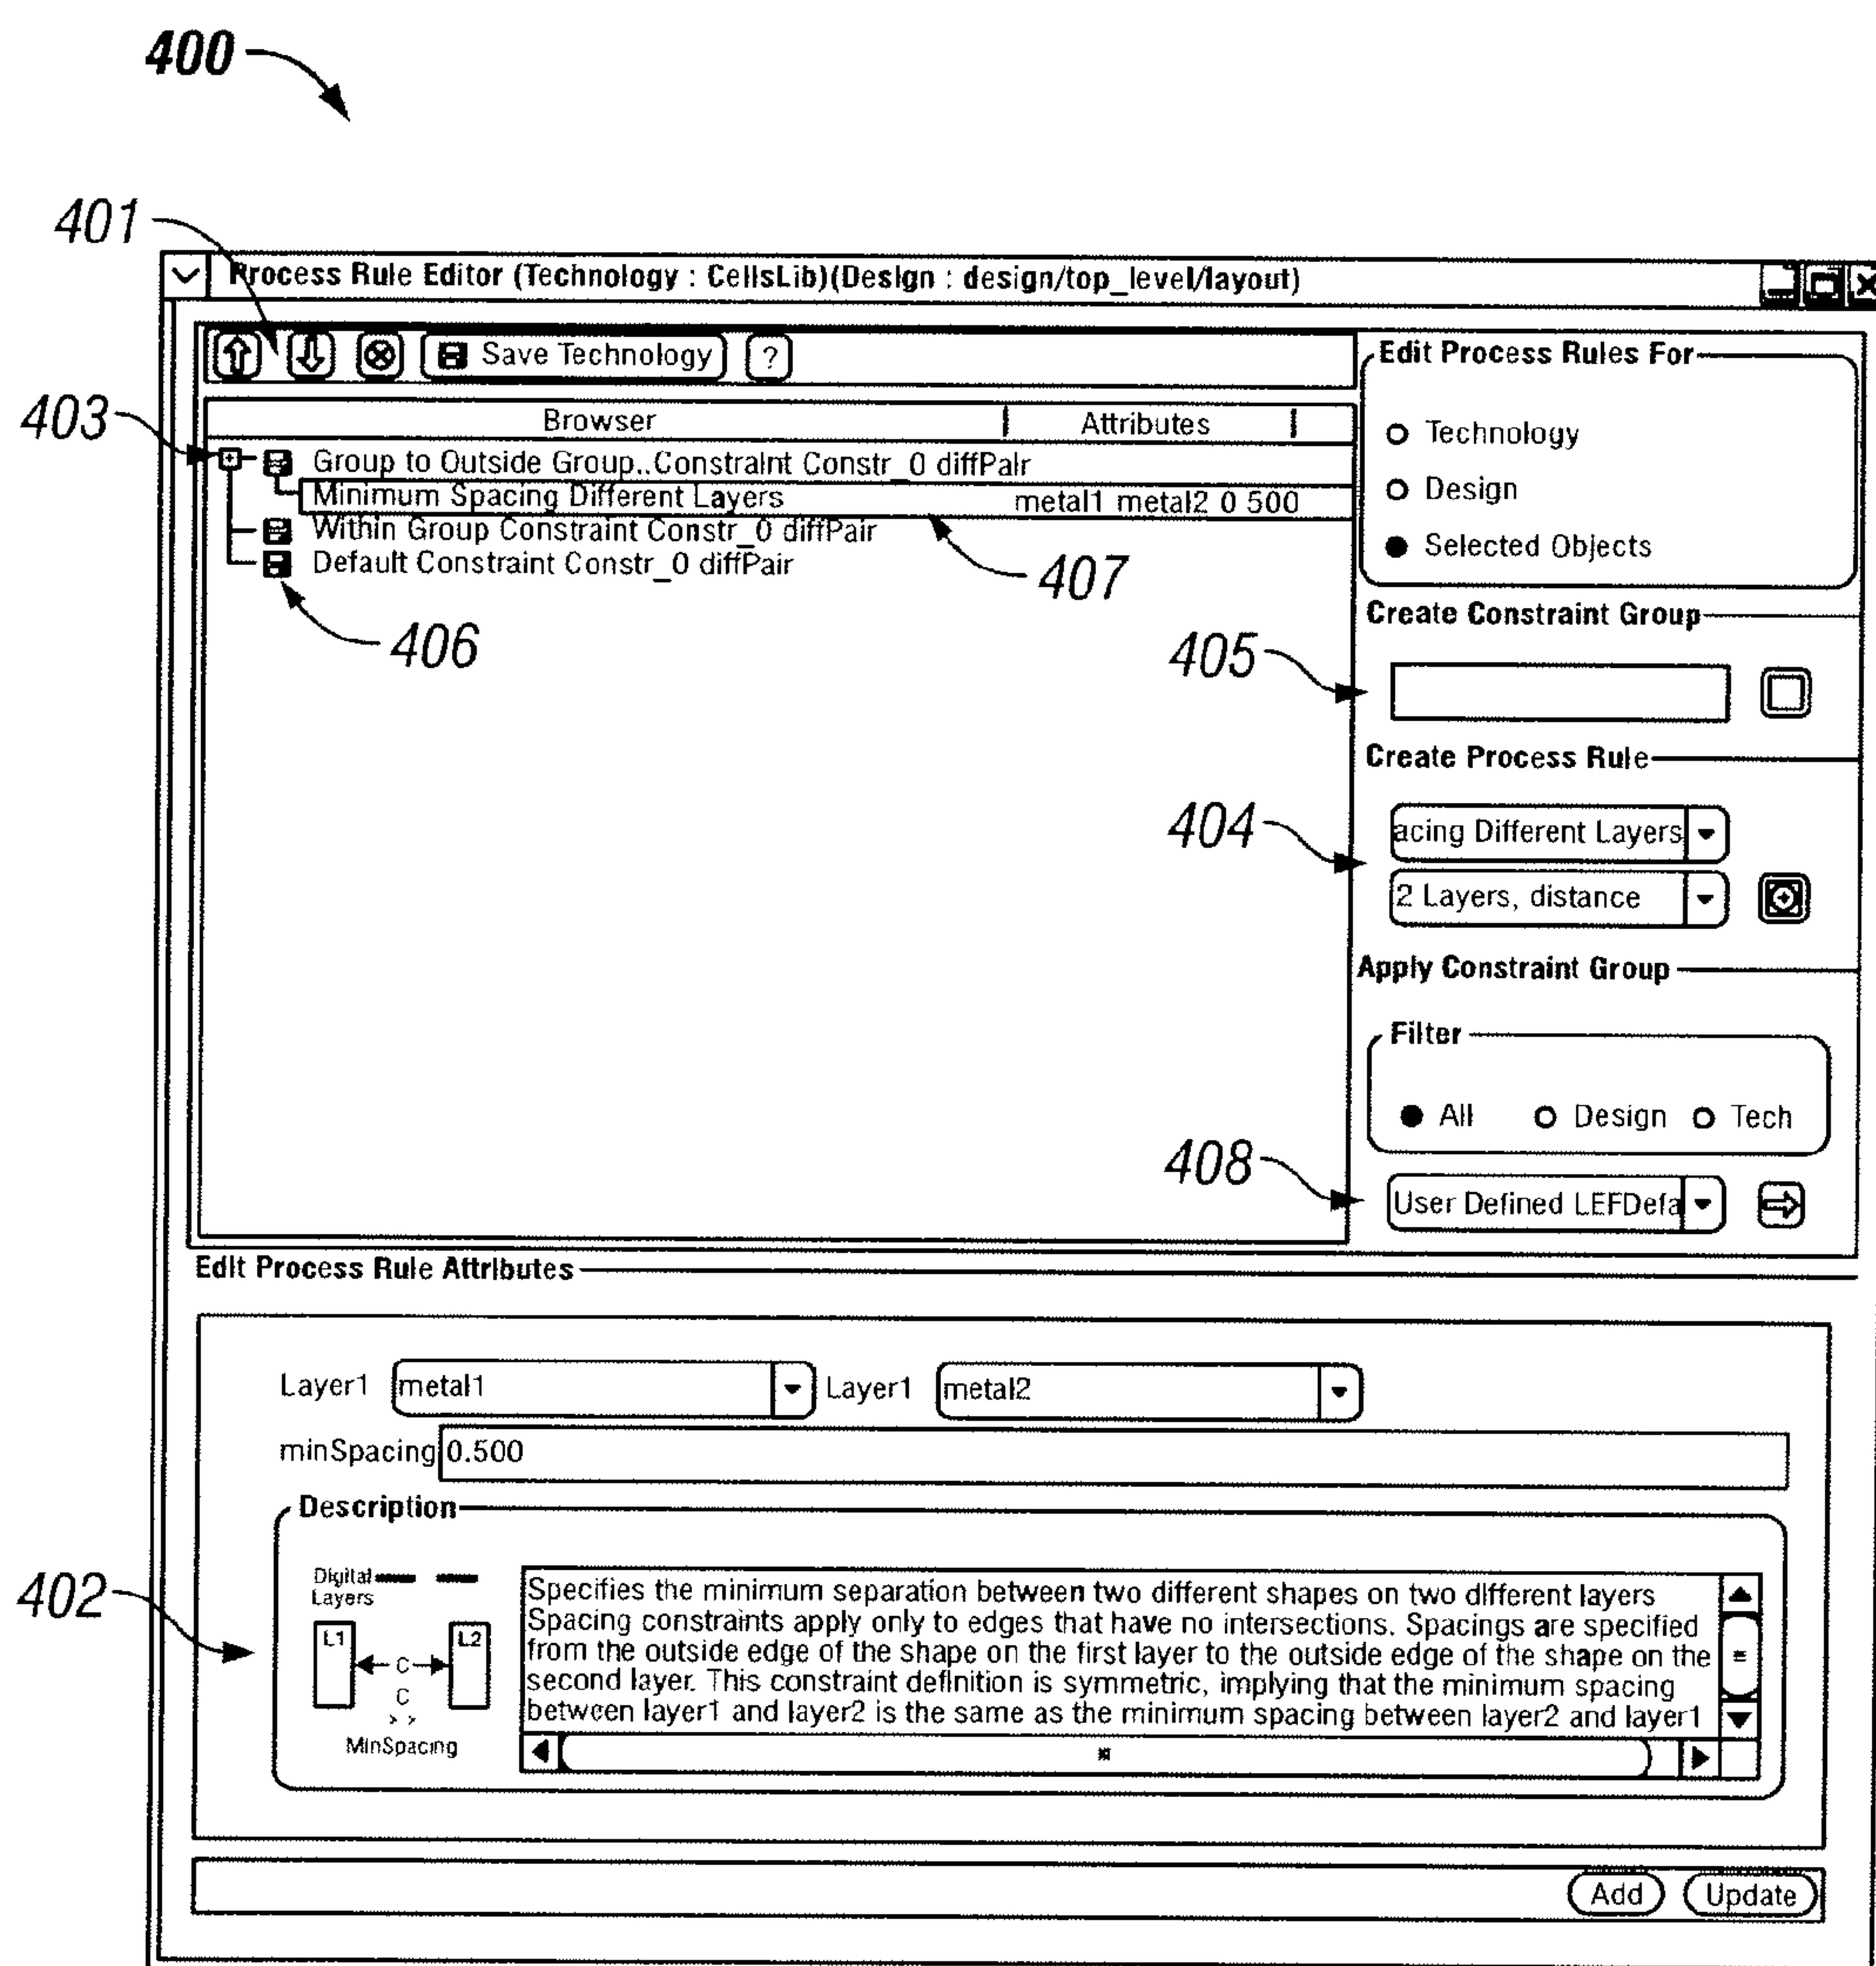 400
401
Process Rule Editor (Technology : CellsLib)(Design : design/top_level/layout)
Save Technology
?
Edit Process Rules For
403
Browser
Attributes
Technology
Group to Outside Group..Constraint Constr_0 diffPair
Minimum Spacing Different Layers
metal1 metal2 0 500
Design
Within Group Constraint Constr_0 diffPair
Selected Objects
Default Constraint Constr_0 diffPair
407
406
Create Constraint Group
405
Create Process Rule
404
acing Different Layers
2 Layers, distance
Apply Constraint Group
Filter
All
Design
Tech
408
User Defined LEFDefa
Edit Process Rule Attributes
Layer1
metal1
Layer1
metal2
minSpacing
0.500
Description
402
Digital
Layers
L1
L2
C
C
> >
MinSpacing
Specifies the minimum separation between two different shapes on two different layers
Spacing constraints apply only to edges that have no intersections. Spacings are specified
from the outside edge of the shape on the first layer to the outside edge of the shape on the
second layer. This constraint definition is symmetric, implying that the minimum spacing
between layer1 and layer2 is the same as the minimum spacing between layer2 and layer1
Add
Update